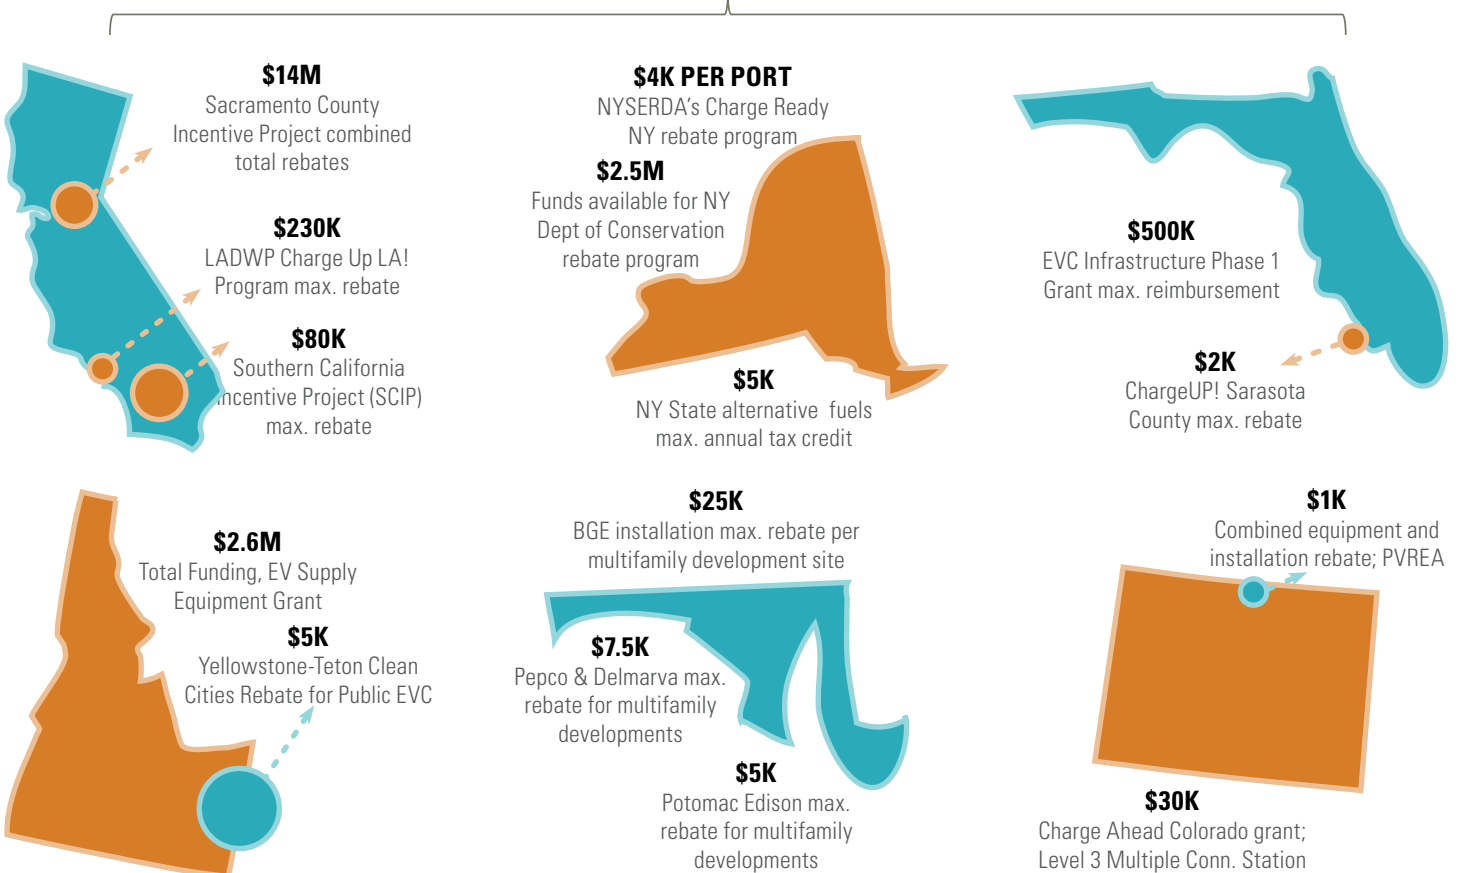 $14M
Sacramento County
Incentive Project combined
total rebates
$230K
LADWP Charge Up LA!
Program max. rebate
$80K
Southern California
Incentive Project (SCIP)
max. rebate
$4K PER PORT
NYSERDA's Charge Ready
NY rebate program
$2.5M
Funds available for NY
Dept of Conservation
rebate program
$5K
NY State alternative fuels
max. annual tax credit
$500K
EVC Infrastructure Phase 1
Grant max. reimbursement
$2K
ChargeUP! Sarasota
County max. rebate
$2.6M
Total Funding, EV Supply
Equipment Grant
$5K
Yellowstone-Teton Clean
Cities Rebate for Public EVC
$25K
BGE installation max. rebate per
multifamily development site
$7.5K
Pepco & Delmarva max.
rebate for multifamily
developments
$5K
Potomac Edison max.
rebate for multifamily
developments
$1K
Combined equipment and
installation rebate; PVREA
$30K
Charge Ahead Colorado grant;
Level 3 Multiple Conn. Station